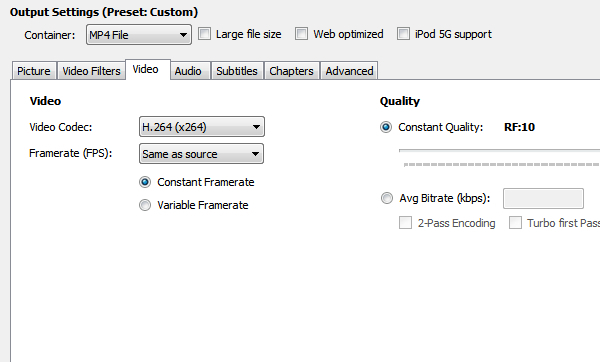 Output Settings (Preset: Custom)
Container: MP4 File Large file size Web optimized iPod 5G support
Picture Video Filters Video Audio Subtitles Chapters Advanced
Video Quality
Video Codec: H.264 (x264) Constant Quality: RF:10
Framerate (FPS): Same as source
Constant Framerate
Variable Framerate Avg Bitrate (kbps):
2-Pass Encoding Turbo first Pass